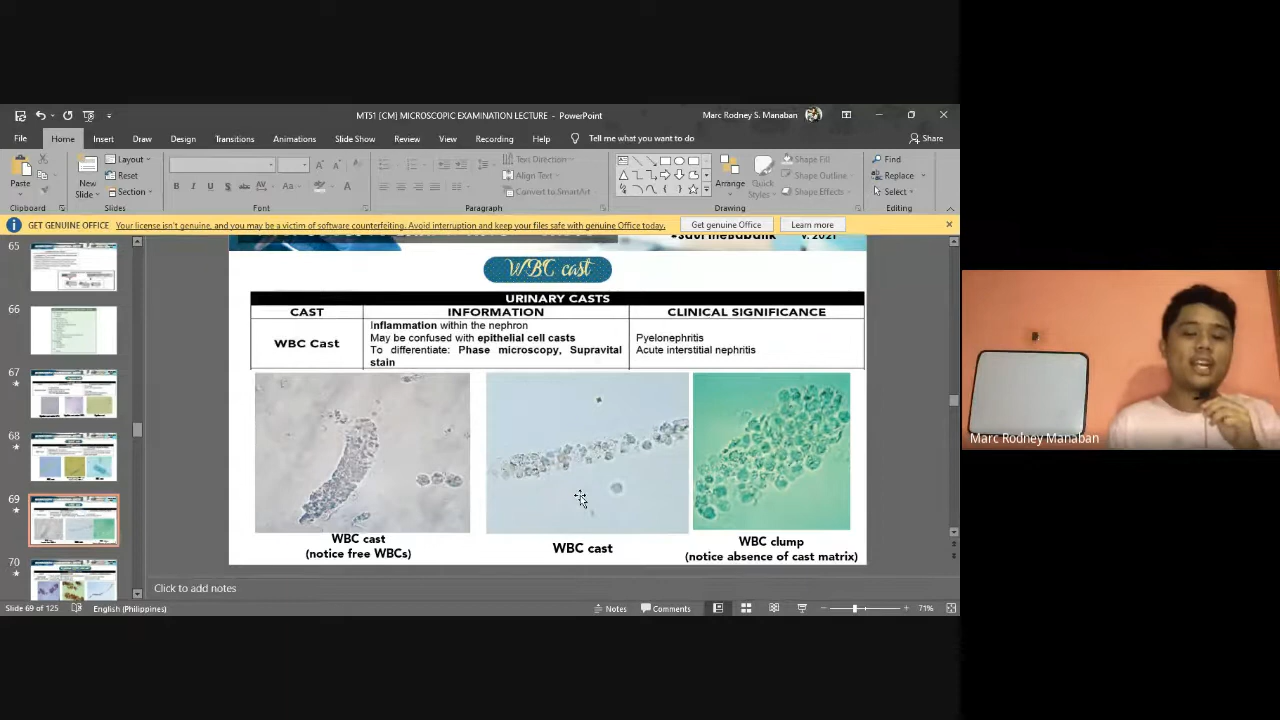 MT51 [CM] MICROSCOPIC EXAMINATION LECTURE - PowerPoint
Marc Rodney S. Manaban
File Home Insert Draw Design Transitions Animations Slide Show Review View Recording Help Tell me what you want to do Share
Paste
Clipboard
New Slide
Layout
Reset
Section
Slides
B I U S abc AV Aa A
Font
Text Direction
Align Text
Convert to SmartArt
Paragraph
Arrange
Quick Styles
Shape Fill
Shape Outline
Shape Effects
Drawing
Find
Replace
Select
Editing
GET GENUINE OFFICE Your license isn't genuine, and you may be a victim of software counterfeiting. Avoid interruption and keep your files safe with genuine Office today. Get genuine Office Learn more
65
66
67
68
69
70
V. 2021
WBC cast
URINARY CASTS
CAST INFORMATION CLINICAL SIGNIFICANCE
WBC Cast
Inflammation within the nephron
May be confused with epithelial cell casts
To differentiate: Phase microscopy, Supravital
stain
Pyelonephritis
Acute interstitial nephritis
WBC cast
(notice free WBCs)
WBC cast
WBC clump
(notice absence of cast matrix)
Click to add notes
Slide 69 of 125 English (Philippines) Notes Comments 71%
Marc Rodney Manaban